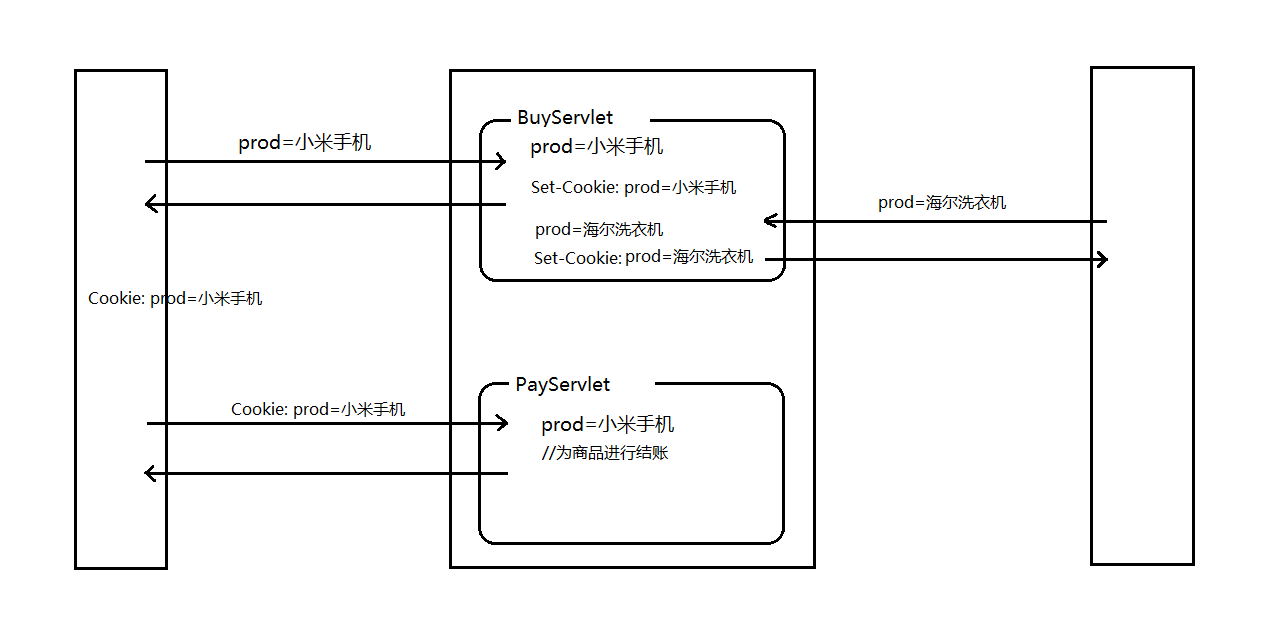 BuyServlet
prod=小米手机
prod=小米手机
Set-Cookie: prod=小米手机
prod=海尔洗衣机
prod=海尔洗衣机
Set-Cookie: prod=海尔洗衣机
Cookie: prod=小米手机
PayServlet
Cookie: prod=小米手机
prod=小米手机
//为商品进行结账